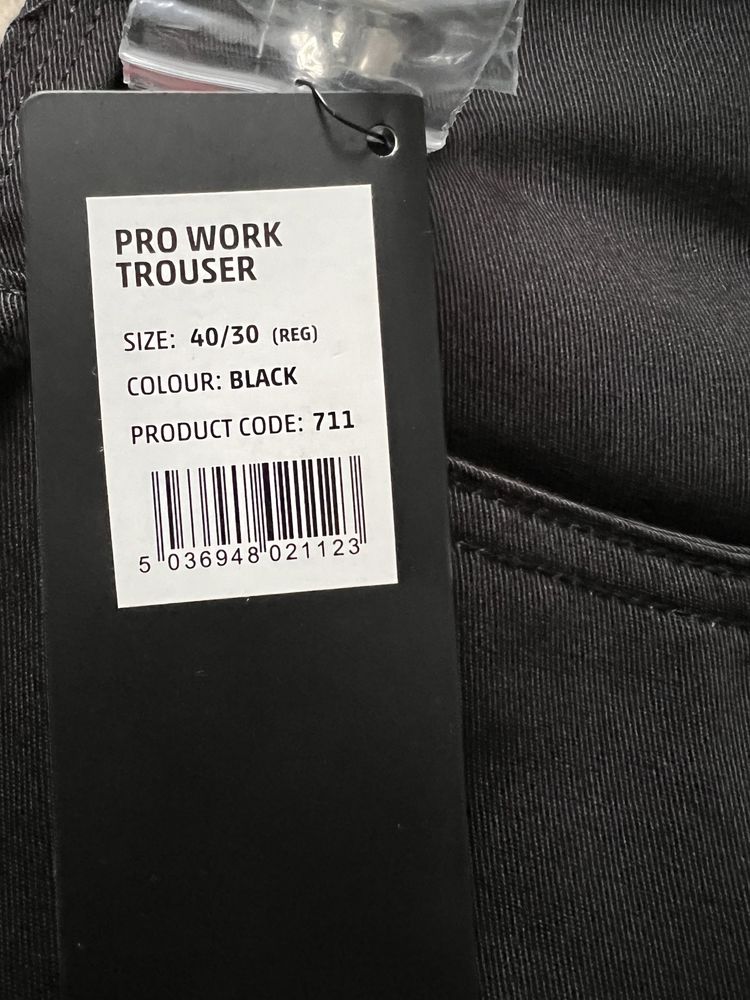 PRO WORK
TROUSER
SIZE: 40/30 (REG)
COLOUR: BLACK
PRODUCT CODE: 711
5 036948 021123